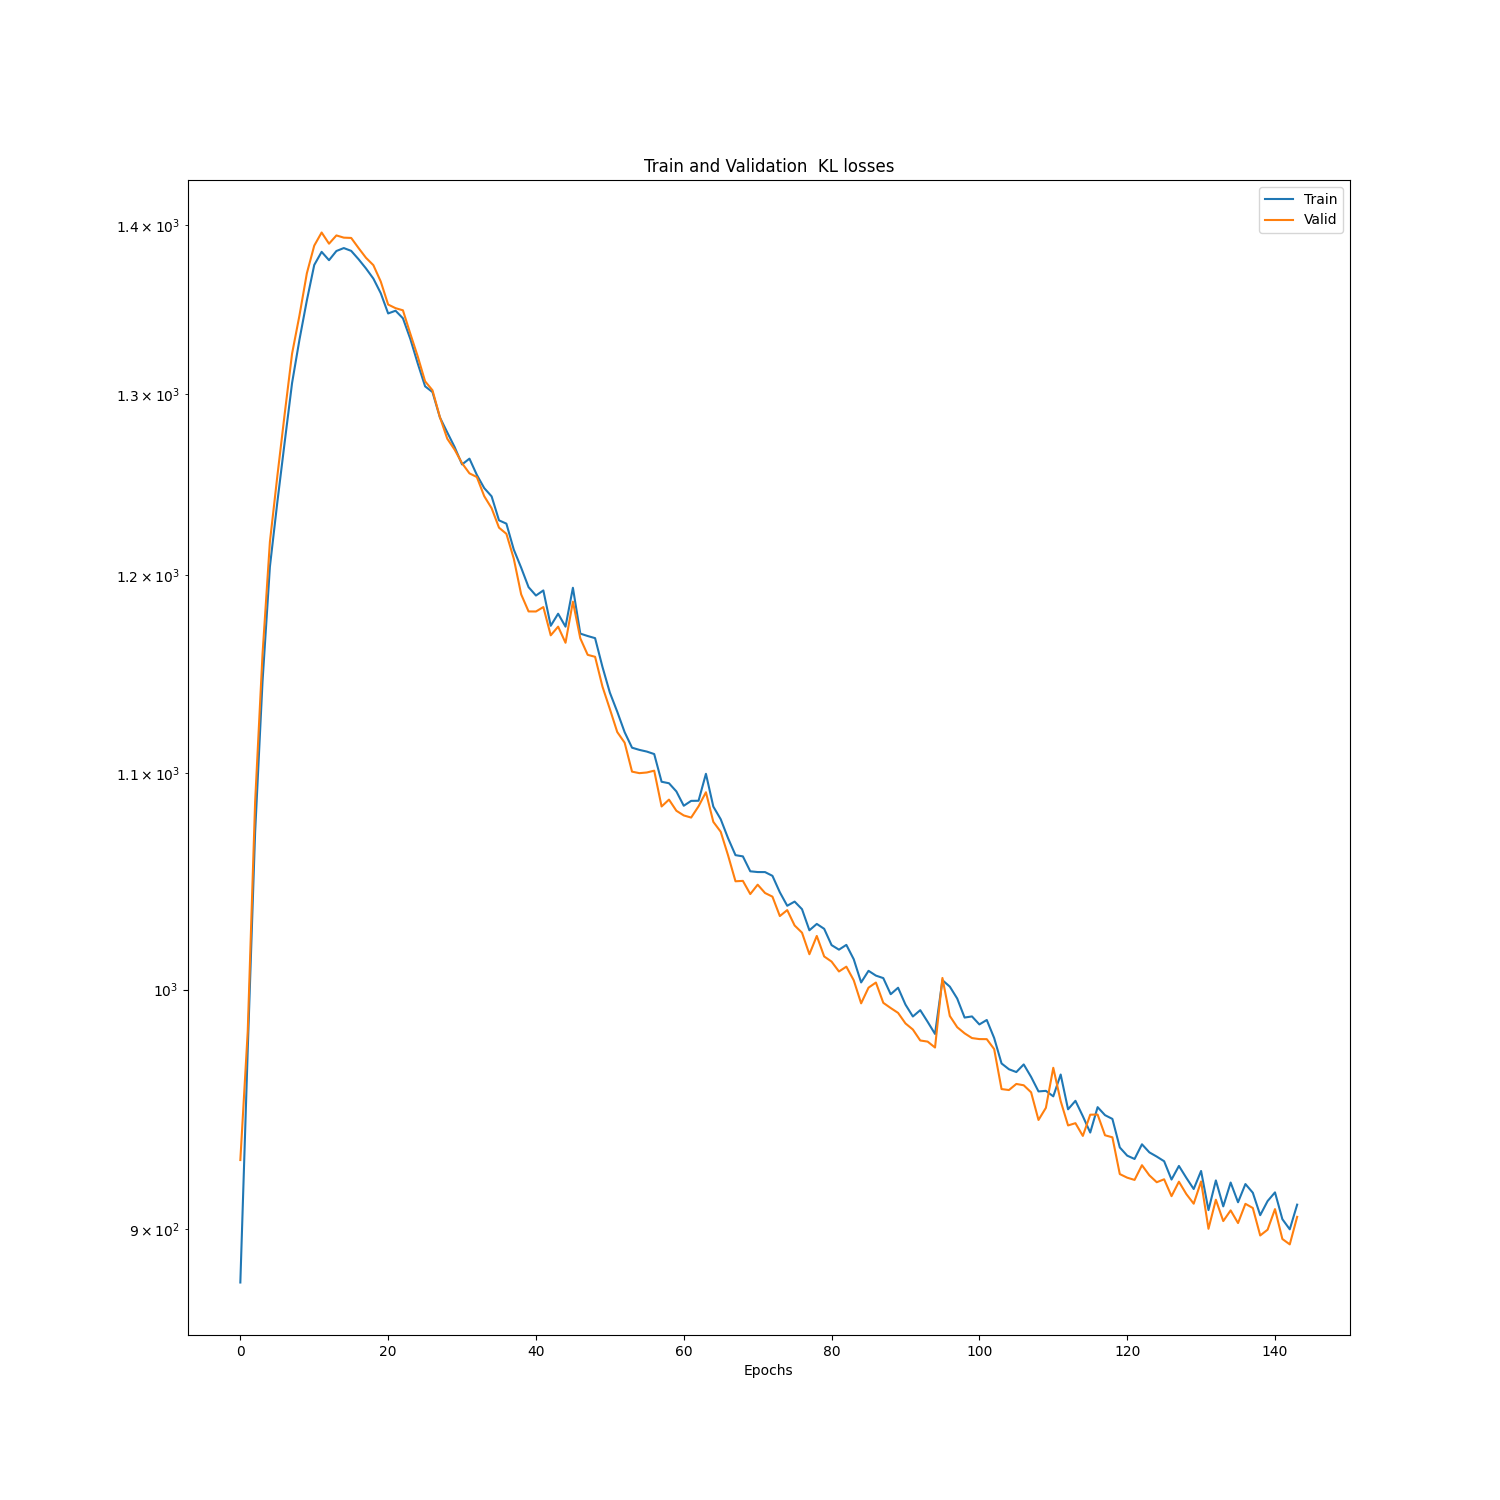 Train and Validation  KL losses
Train
Valid
1.4 × 10³
1.3 × 10³
1.2 × 10³
1.1 × 10³
10³
9 × 10²
0 20 40 60 80 100 120 140
Epochs